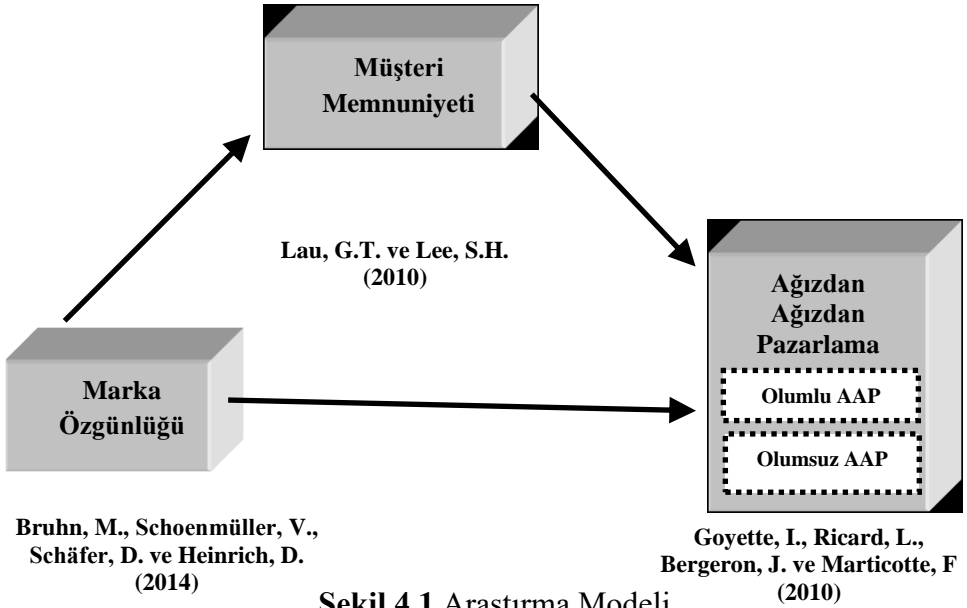 Müşteri
Memnuniyeti
Lau, G.T. ve Lee, S.H.
(2010)
Ağızdan
Ağızdan
Pazarlama
Olumlu AAP
Olumsuz AAP
Marka
Özgünlüğü
Bruhn, M., Schoenmüller, V.,
Schäfer, D. ve Heinrich, D.
(2014)
Goyette, I., Ricard, L.,
Bergeron, J. ve Marticotte, F
(2010)
Şekil 4.1 Araştırma Modeli